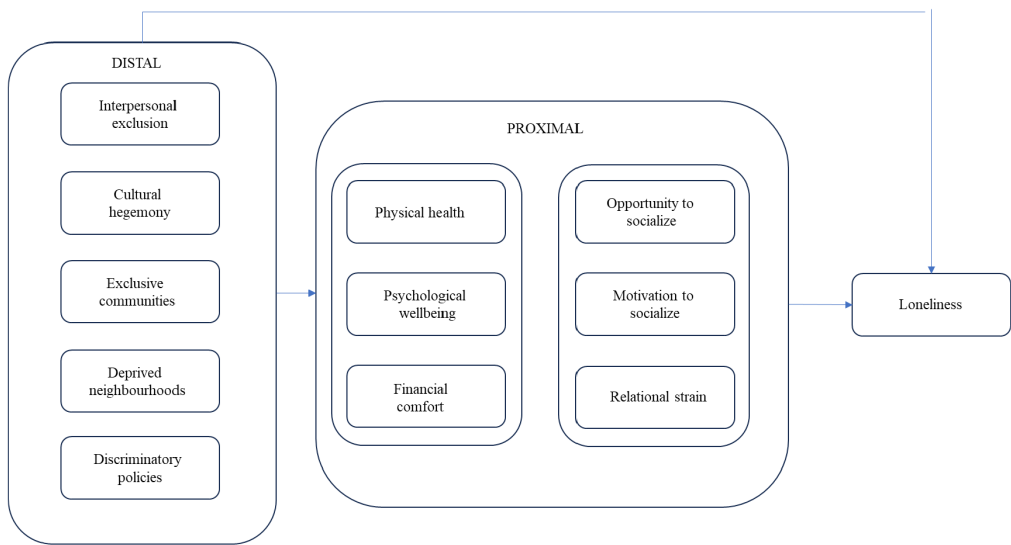 DISTAL
Interpersonal
exclusion
Cultural
hegemony
Exclusive
communities
Deprived
neighbourhoods
Discriminatory
policies
PROXIMAL
Physical health
Psychological
wellbeing
Financial
comfort
Opportunity to
socialize
Motivation to
socialize
Relational strain
Loneliness